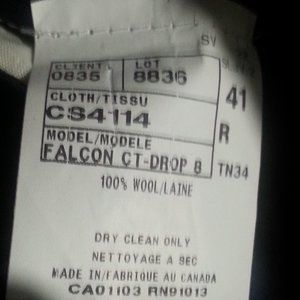 CLIENT LOT SV
0835 8836
CLOTH/TISSU 41
CS4114
MODEL/MODELE R
FALCON CT-DROP 8 TN34
100% WOOL/LAINE
DRY CLEAN ONLY
NETTOYAGE A SEC
MADE IN/FABRIQUE AU CANADA
CA01103 RN91013